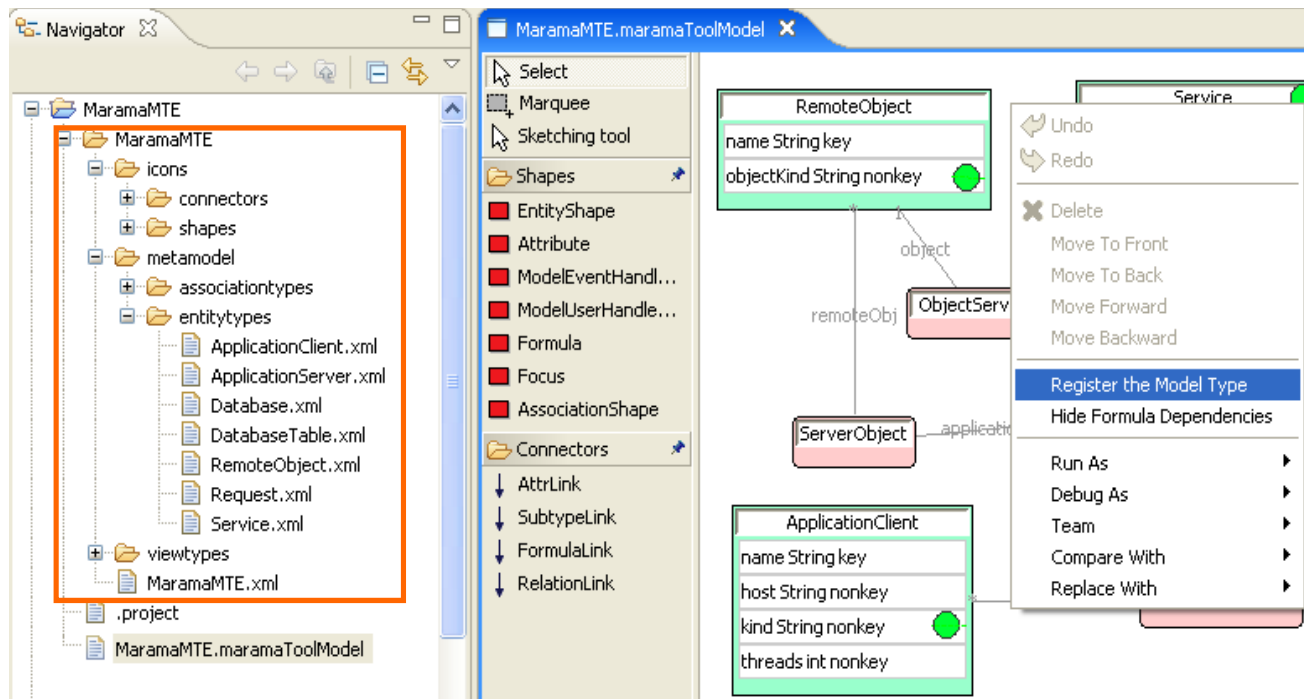 Navigator
MaramaMTE
MaramaMTE
icons
connectors
shapes
metamodel
associationtypes
entitytypes
ApplicationClient.xml
ApplicationServer.xml
Database.xml
DatabaseTable.xml
RemoteObject.xml
Request.xml
Service.xml
viewtypes
MaramaMTE.xml
.project
MaramaMTE.maramaToolModel
MaramaMTE.maramaToolModel
Select
Marquee
Sketching tool
Shapes
EntityShape
Attribute
ModelEventHandl...
ModelUserHandle...
Formula
Focus
AssociationShape
Connectors
AttrLink
SubtypeLink
FormulaLink
RelationLink
RemoteObject
name String key
objectKind String nonkey
Service
*
1
object
remoteObj
ObjectServ
ServerObject
applicatio
ApplicationClient
name String key
host String nonkey
kind String nonkey
*
threads int nonkey
Undo
Redo
Delete
Move To Front
Move To Back
Move Forward
Move Backward
Register the Model Type
Hide Formula Dependencies
Run As
Debug As
Team
Compare With
Replace With